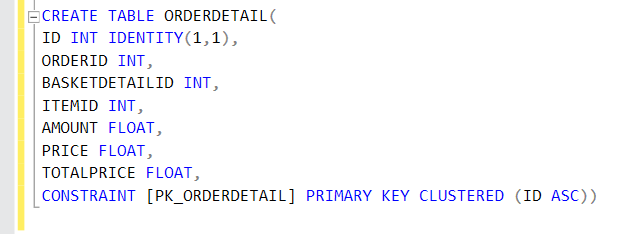 CREATE TABLE ORDERDETAIL(
ID INT IDENTITY(1,1),
ORDERID INT,
BASKETDETAILID INT,
ITEMID INT,
AMOUNT FLOAT,
PRICE FLOAT,
TOTALPRICE FLOAT,
CONSTRAINT [PK_ORDERDETAIL] PRIMARY KEY CLUSTERED (ID ASC))